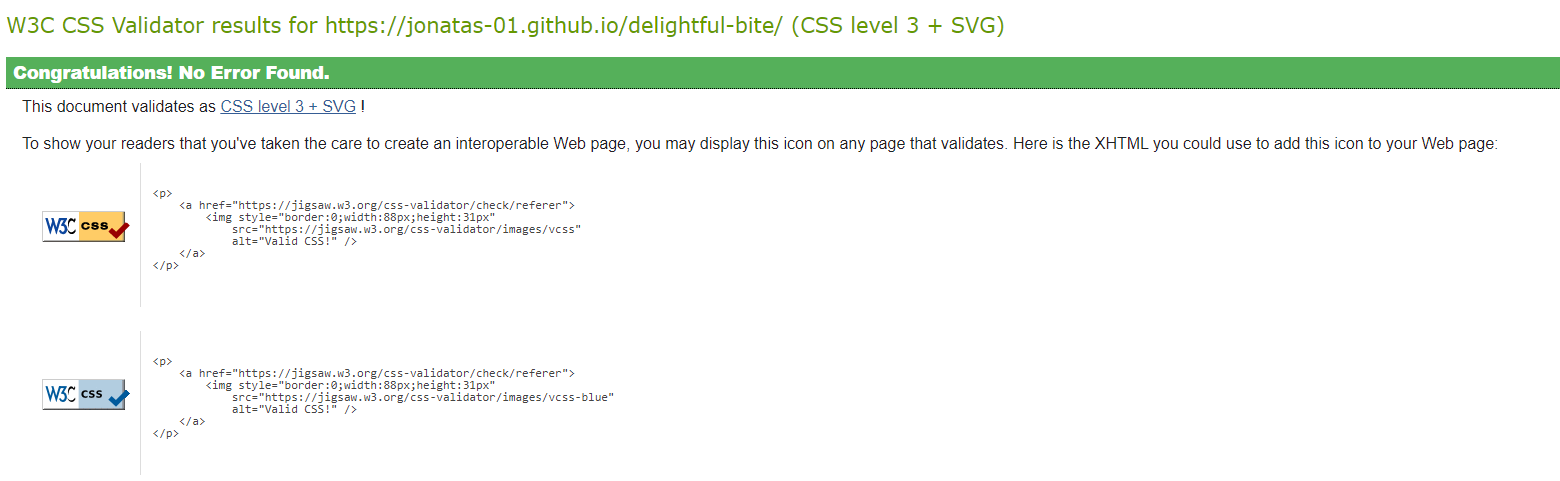 W3C CSS Validator results for https://jonatas-01.github.io/delightful-bite/ (CSS level 3 + SVG)
Congratulations! No Error Found.
This document validates as CSS level 3 + SVG !
To show your readers that you've taken the care to create an interoperable Web page, you may display this icon on any page that validates. Here is the XHTML you could use to add this icon to your Web page:
W3C css
<p>
    <a href="https://jigsaw.w3.org/css-validator/check/referer">
        <img style="border:0;width:88px;height:31px"
            src="https://jigsaw.w3.org/css-validator/images/vcss"
            alt="Valid CSS!" />
    </a>
</p>
W3C css
<p>
    <a href="https://jigsaw.w3.org/css-validator/check/referer">
        <img style="border:0;width:88px;height:31px"
            src="https://jigsaw.w3.org/css-validator/images/vcss-blue"
            alt="Valid CSS!" />
    </a>
</p>